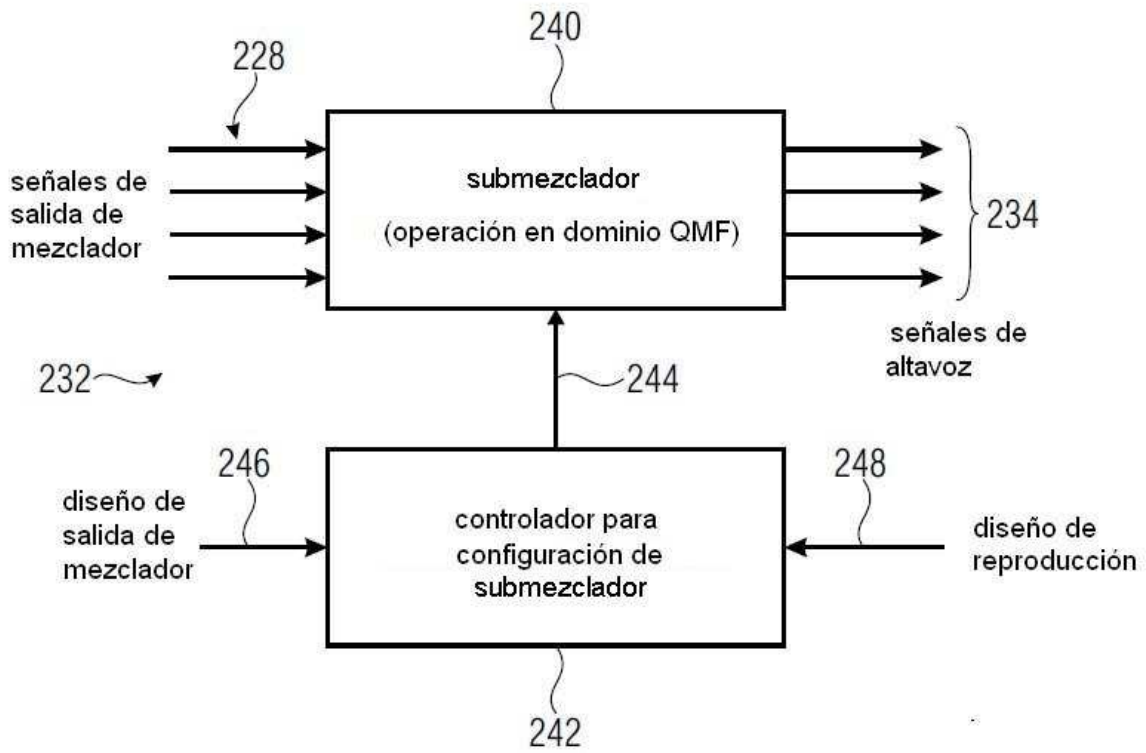 240
228
señales de
salida de
mezclador
submezclador
(operación en dominio QMF)
234
señales de
altavoz
232
244
246
248
diseño de
salida de
mezclador
controlador para
configuración de
submezclador
diseño de
reproducción
242